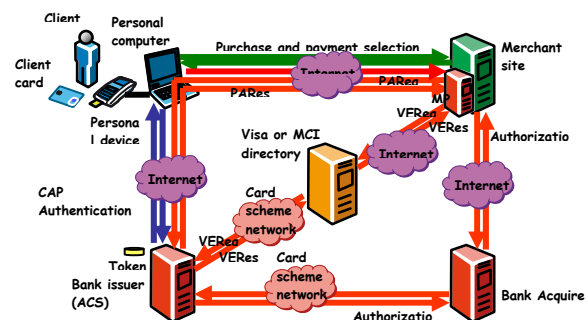 Client
Personal
computer
Purchase and payment selection
Merchant
site
Client
card
Internet
PAReq
PARes
MP
VEReq
VERes
Persona
l device
Visa or MCI
directory
Authorizatio
Internet
Internet
Internet
CAP
Authentication
Card
scheme
network
VEReq
VERes
Token
Card
scheme
network
Bank issuer
(ACS)
Bank Acquire
Authorizatio